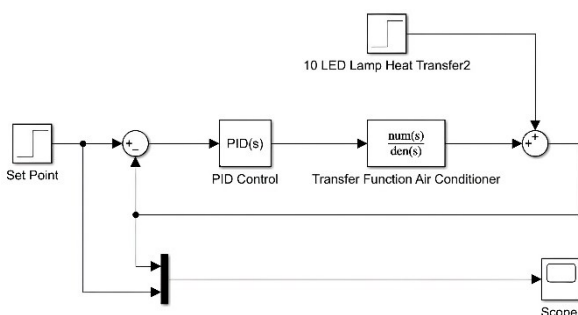 10 LED Lamp Heat Transfer2
+
+
+
−
PID(s)
num(s)
den(s)
Set Point
PID Control
Transfer Function Air Conditioner
Scope